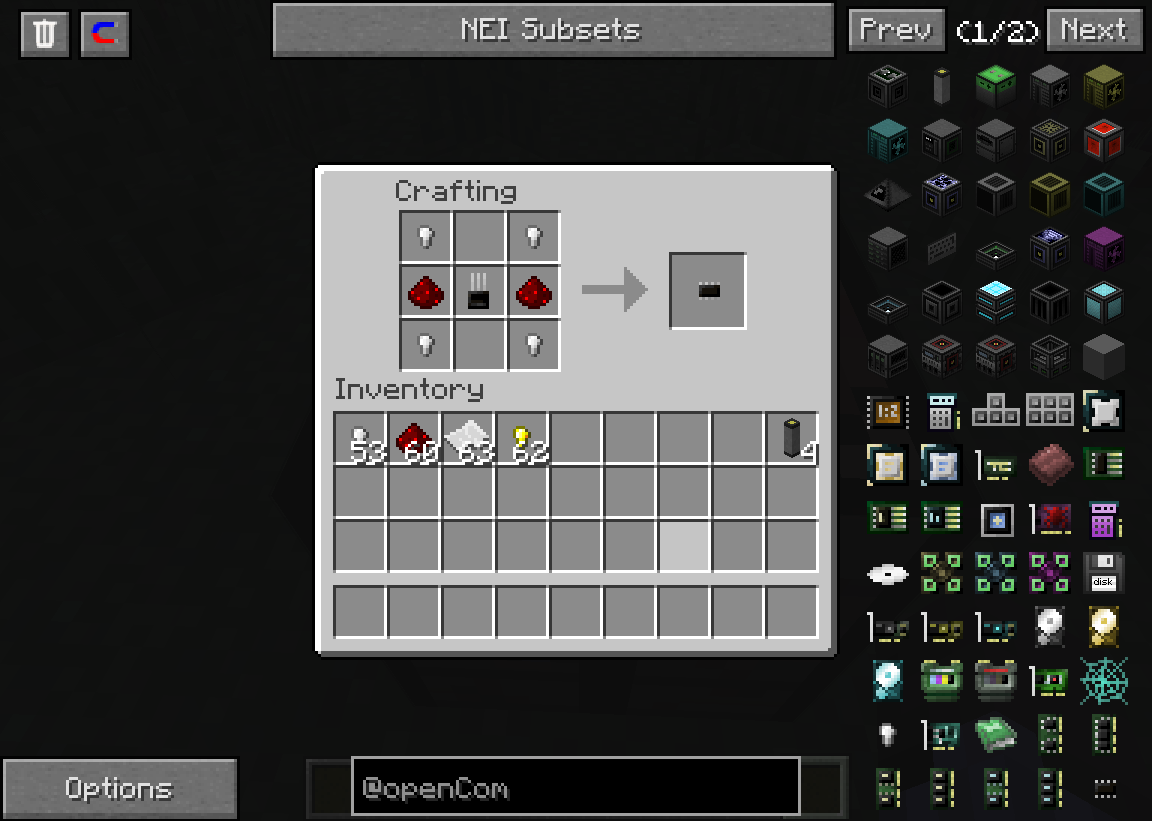 NEI Subsets
Prev (1/2) Next
Crafting
Inventory
53 60 63 62 4
1:2
disk
Options
@openCom